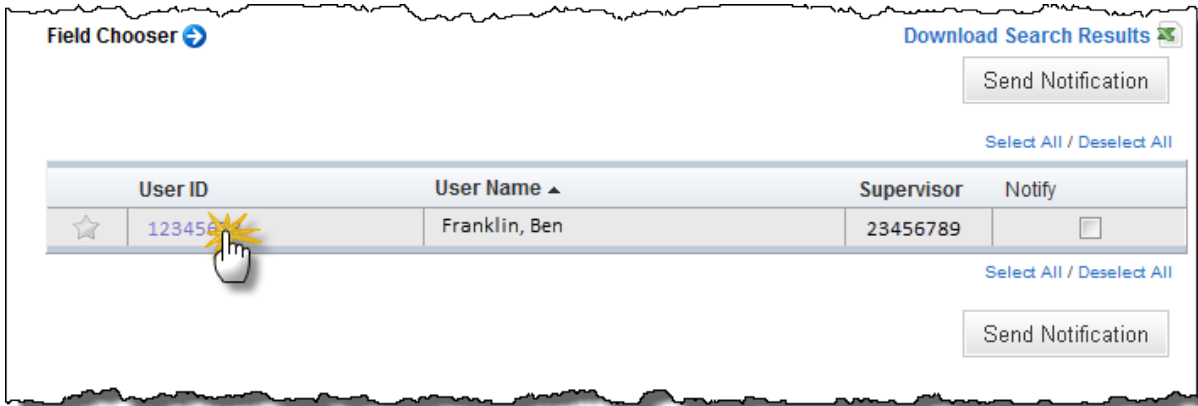 Field Chooser
Download Search Results
Send Notification
Select All / Deselect All
User ID User Name Supervisor Notify
Franklin, Ben 23456789
Select All / Deselect All
Send Notification